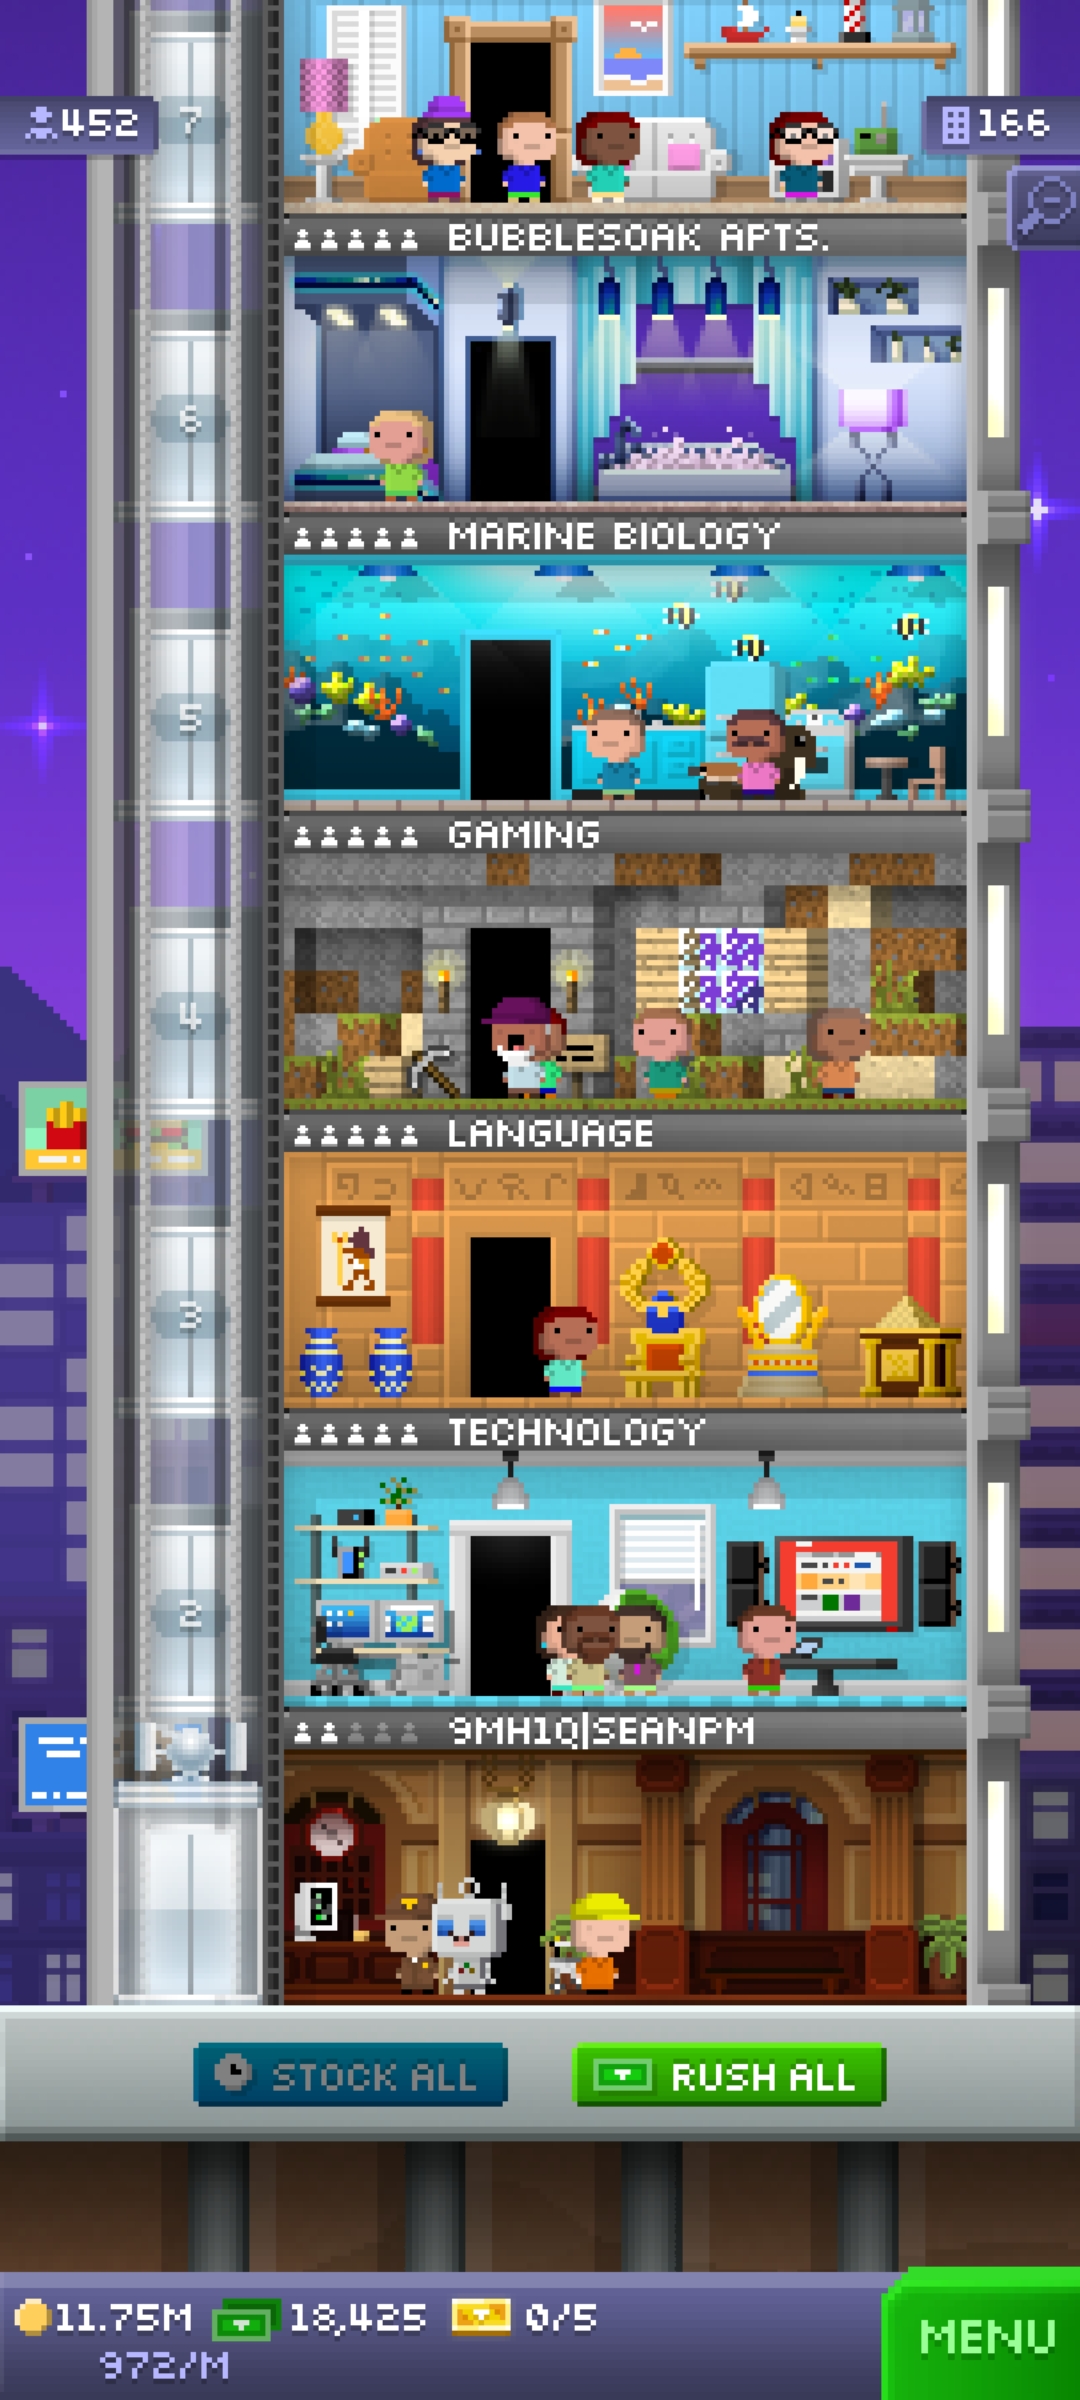 452
7
166
BUBBLESOAK APTS.
6
MARINE BIOLOGY
5
GAMING
4
LANGUAGE
3
TECHNOLOGY
2
9MH1Q|SEANPM
STOCK ALL
RUSH ALL
11.75M
18,425
0/5
972/M
MENU